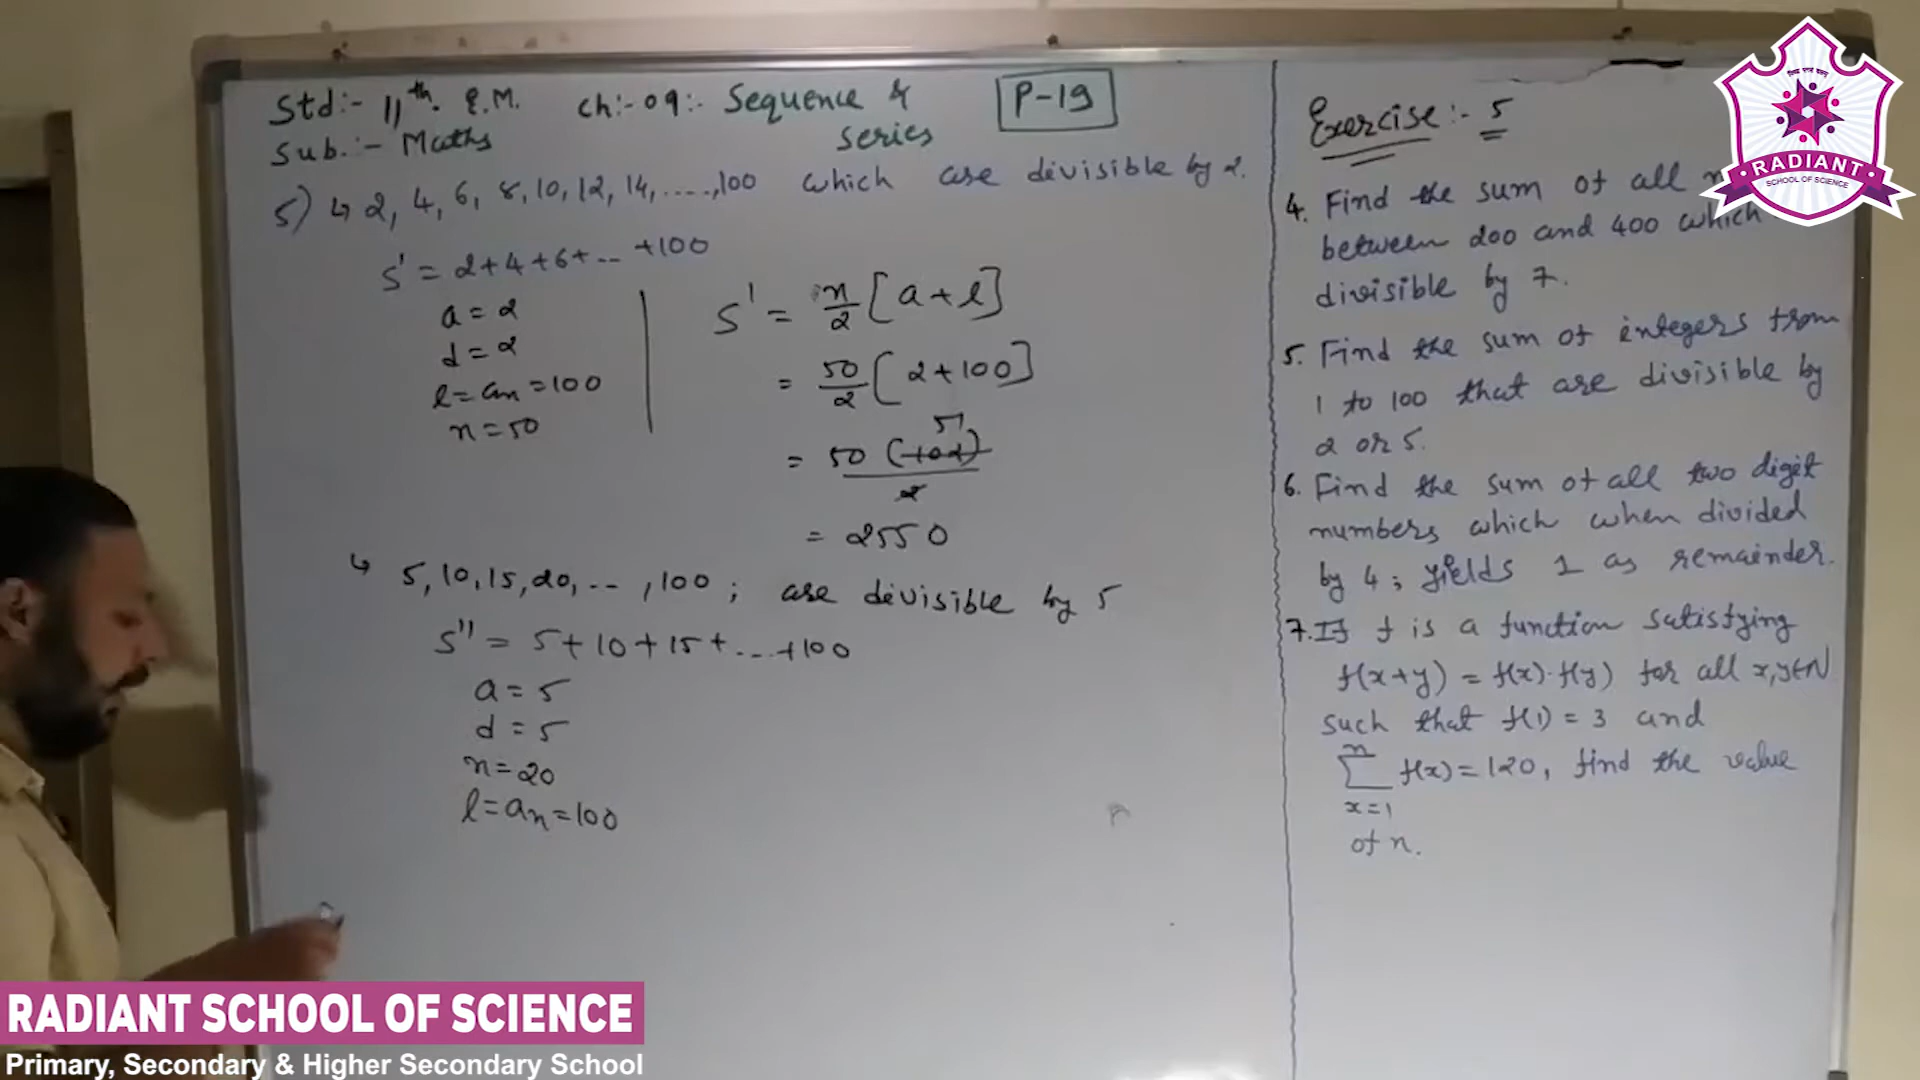 Std:- 11th. E.M. Ch:- 09:- Sequence & series P-19
Sub.:- Maths
5) ↳ 2, 4, 6, 8, 10, 12, 14, ....., 100 which are divisible by 2.
S' = 2+4+6+...+100
a = 2
d = 2
l = an = 100
n = 50
S' = n/2 [a+l]
= 50/2 [2+100]
= 50 (102) 51 / 2
= 2550
↳ 5, 10, 15, 20, ..., 100 ; are divisible by 5
S'' = 5+10+15+...+100
a = 5
d = 5
n = 20
l = an = 100
Exercise :- 5
4. Find the sum of all
between 200 and 400 which
divisible by 7.
5. Find the sum of integers from
1 to 100 that are divisible by
2 or 5.
6. Find the sum of all two digit
numbers which when divided
by 4; yields 1 as remainder.
7. If f is a function satisfying
f(x+y) = f(x)·f(y) for all x,y∈N
such that f(1) = 3 and
n
∑ f(x) = 120, find the value
x=1
of n.
RADIANT
SCHOOL OF SCIENCE
RADIANT SCHOOL OF SCIENCE
Primary, Secondary & Higher Secondary School